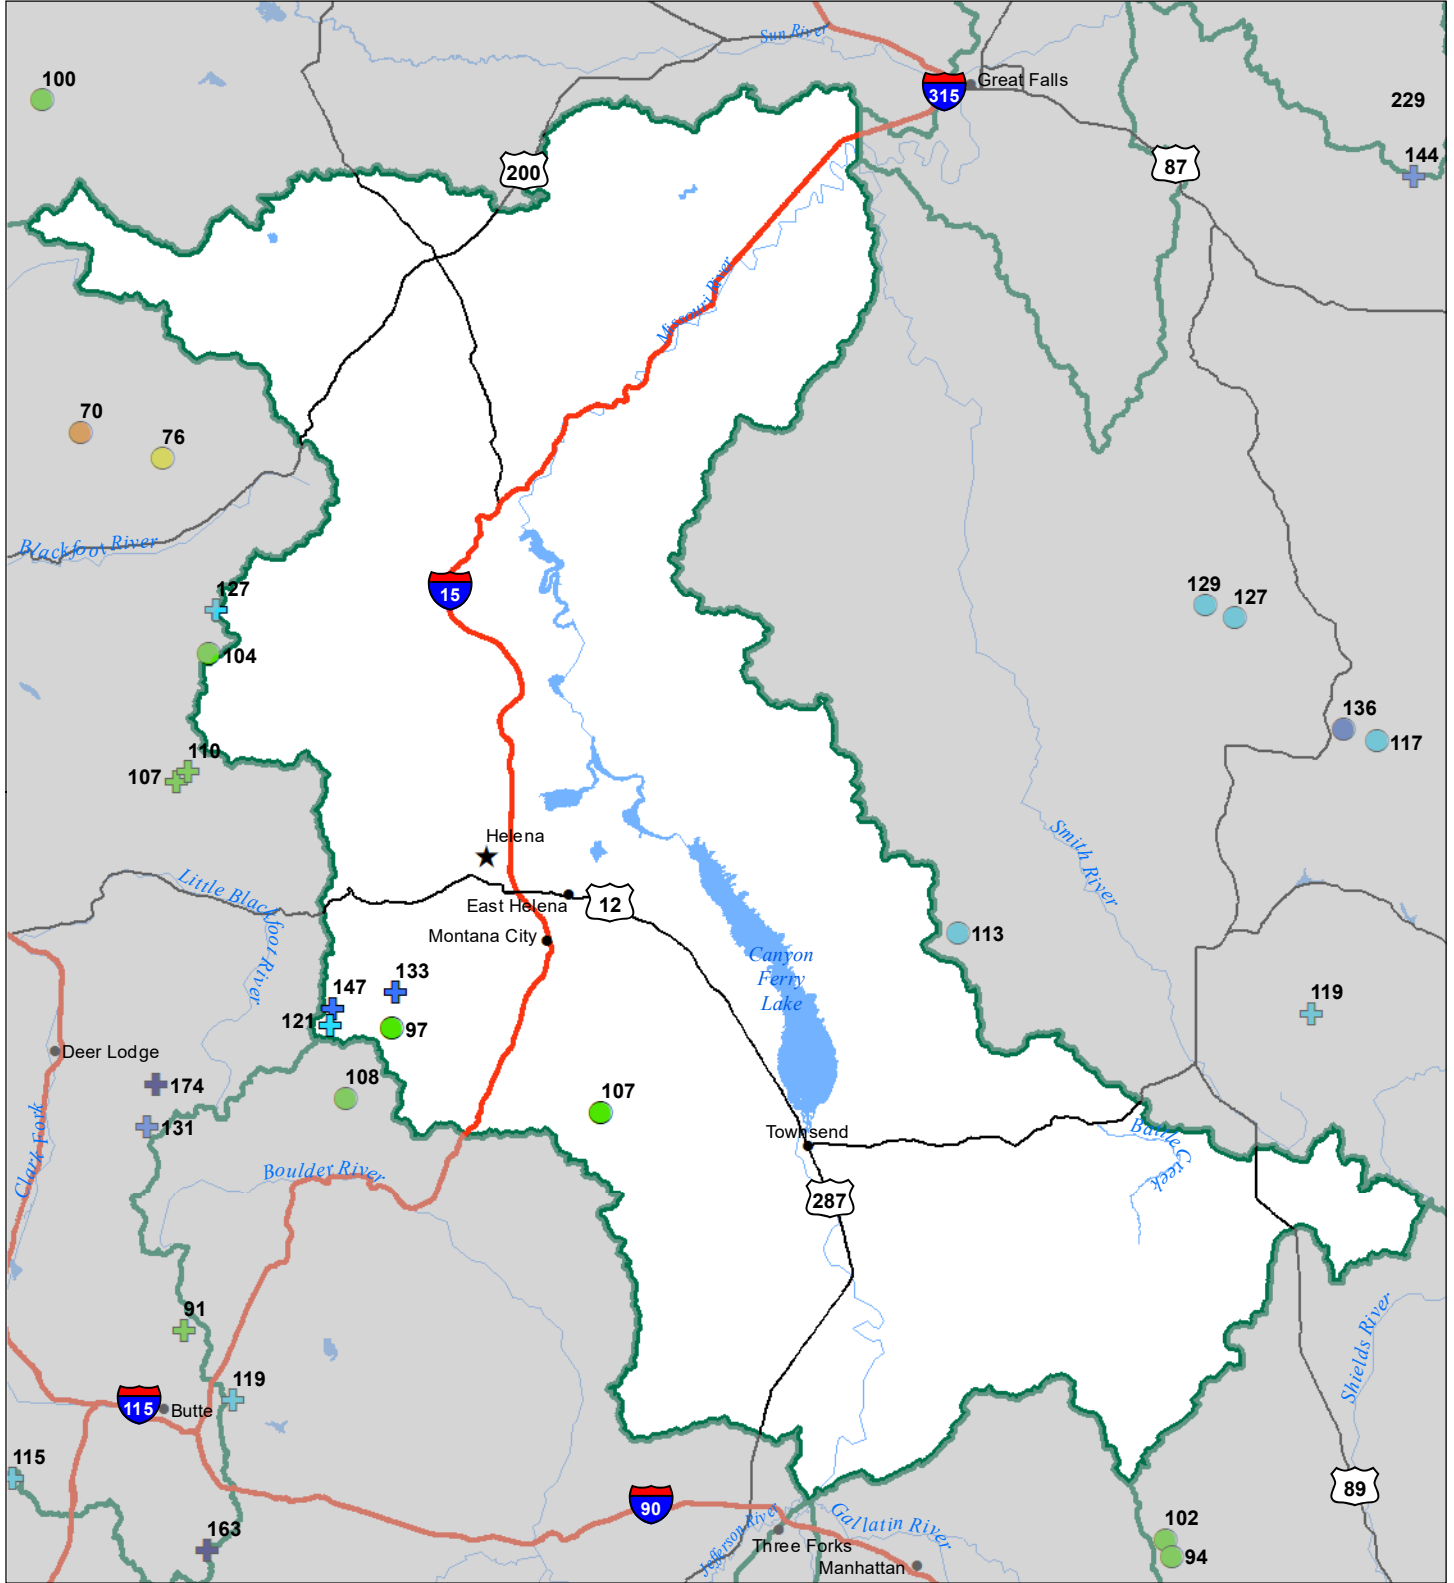 Sun River
100
315
Great Falls
229
200
87
144
Missouri River
70
76
Blackfoot River
127
15
129
127
104
136
117
110
107
Helena
Smith River
Little Blackfoot River
East Helena
12
113
Montana City
Canyon
Ferry
Lake
133
147
119
121
97
Deer Lodge
174
108
107
131
Townsend
Battle Creek
Clark Fork
Boulder River
287
91
Shields River
119
115
Butte
115
89
90
163
Jefferson River
Gallatin River
102
Three Forks
94
Manhattan